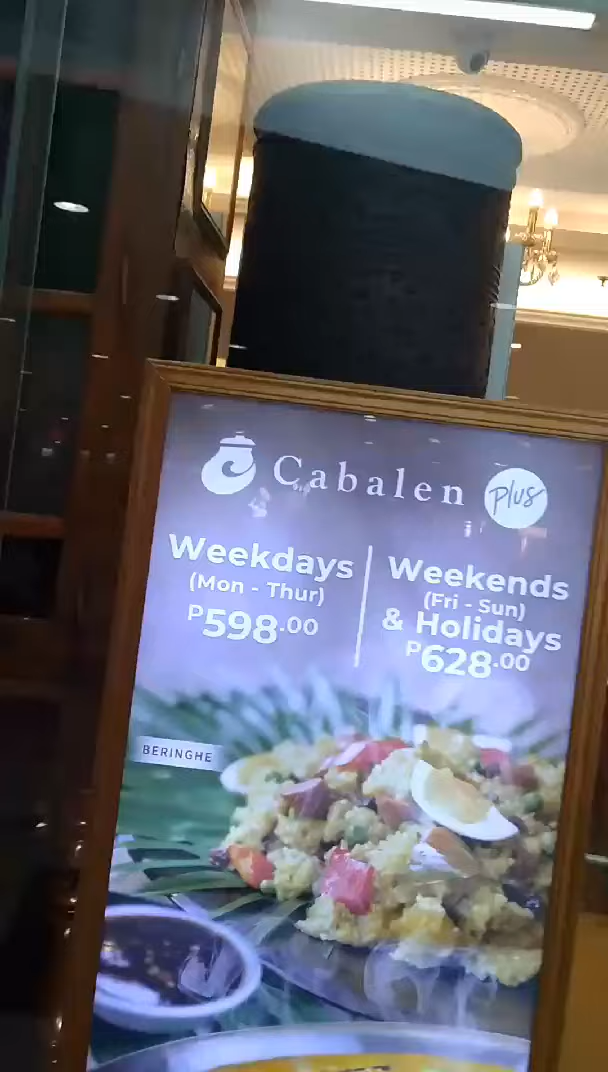 Cabalen plus
Weekdays
(Mon - Thur)
P598.00
Weekends
(Fri - Sun)
& Holidays
P628.00
BERINGHE